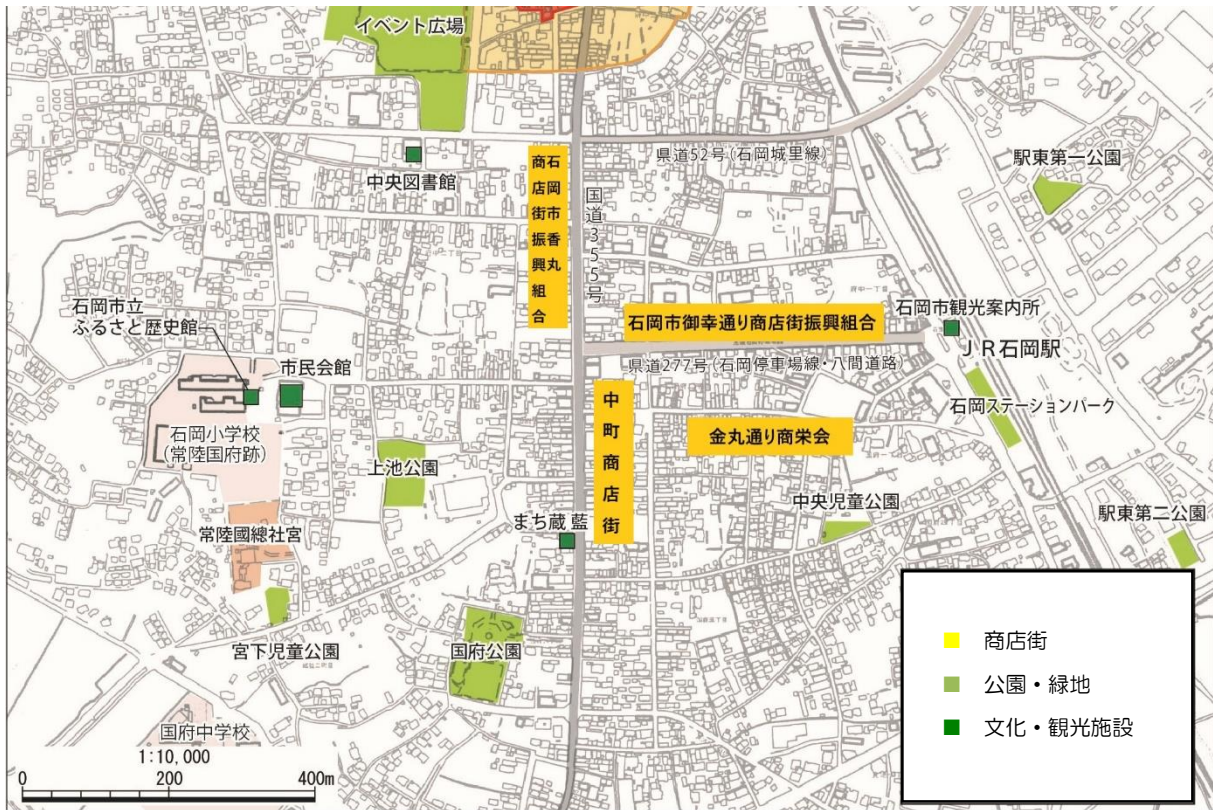 イベント広場
県道52号(石岡城里線)
駅東第一公園
中央図書館
石岡市香丸
商店街振興組合
国道355号
石岡市立
ふるさと歴史館
市民会館
石岡市御幸通り商店街振興組合
石岡市観光案内所
JR石岡駅
県道277号(石岡停車場線・八間道路)
石岡ステーションパーク
中町商店街
金丸通り商栄会
石岡小学校
(常陸国府跡)
上池公園
中央児童公園
駅東第二公園
常陸國總社宮
まち蔵 藍
宮下児童公園
国府公園
国府中学校
商店街
公園・緑地
文化・観光施設
1:10,000
0 200 400m